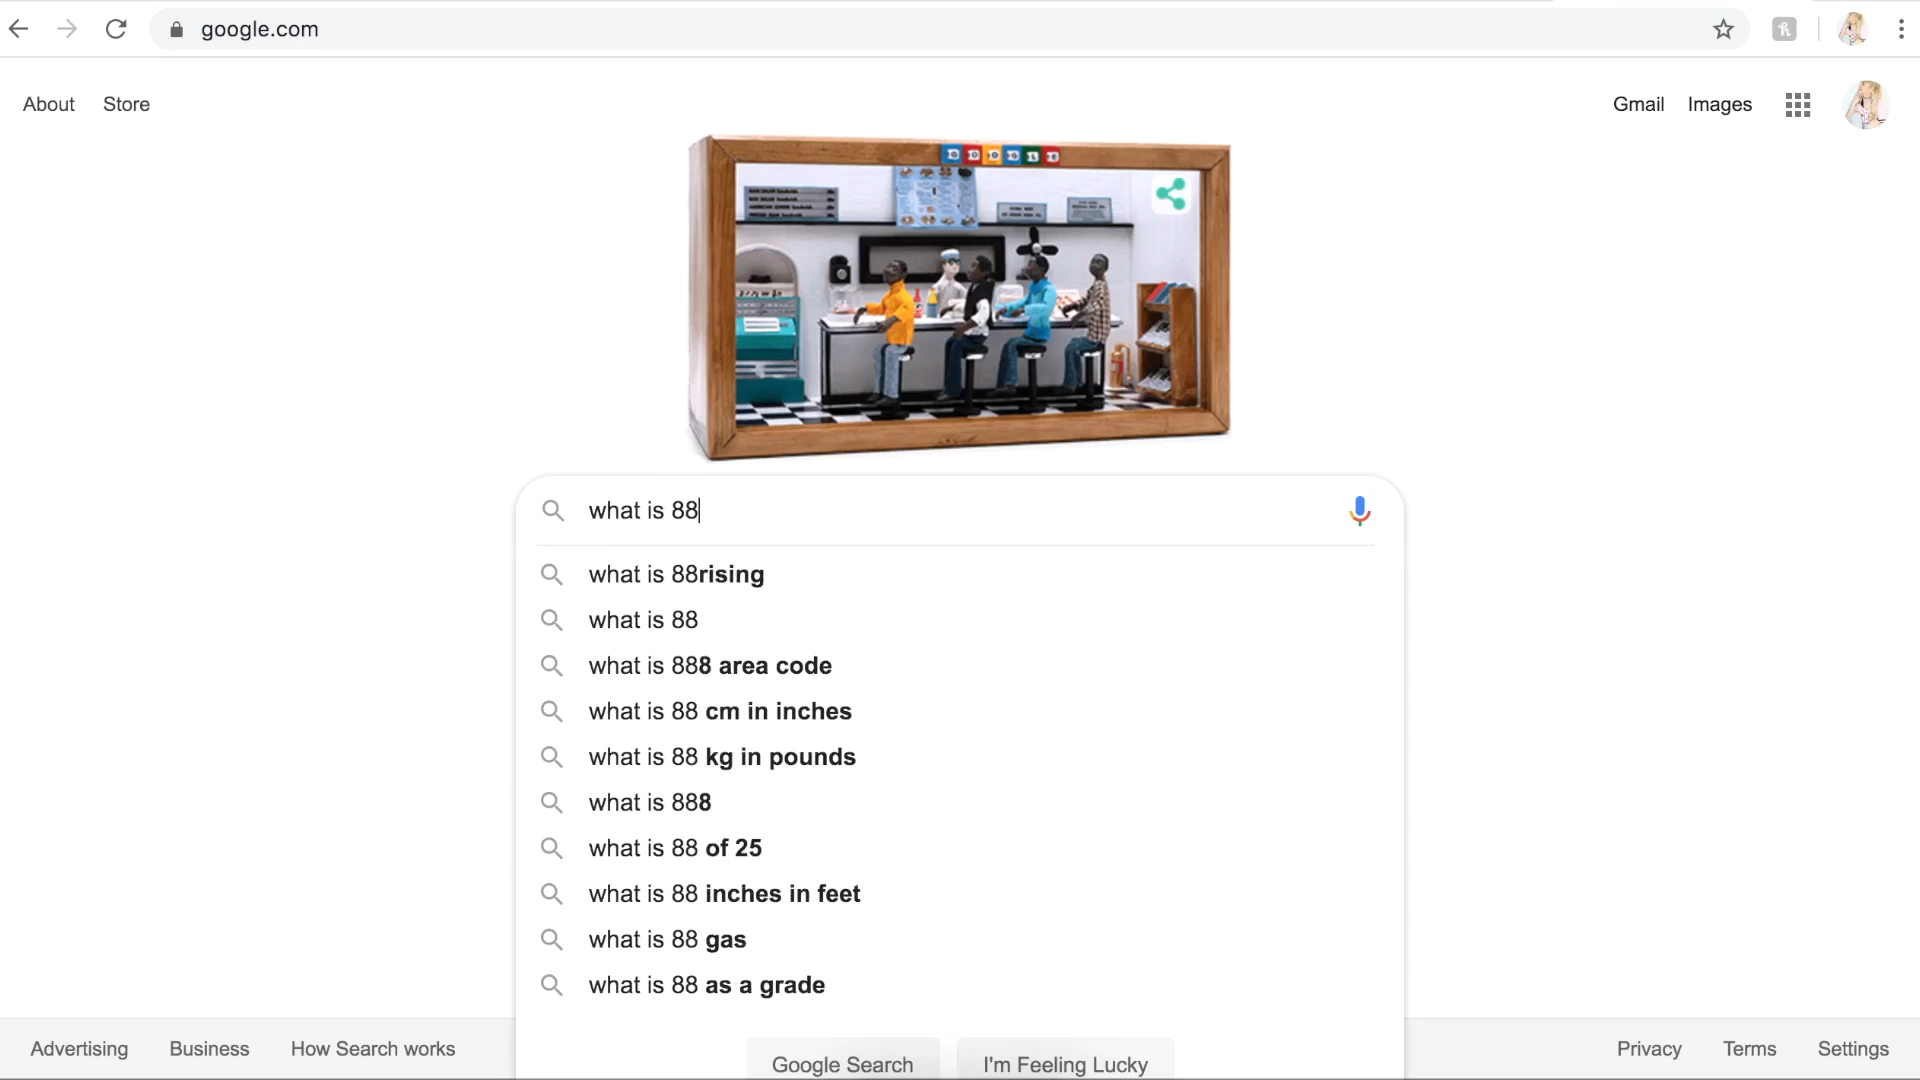 google.com
About Store
Gmail Images
GOOGLE
what is 88
what is 88rising
what is 88
what is 888 area code
what is 88 cm in inches
what is 88 kg in pounds
what is 888
what is 88 of 25
what is 88 inches in feet
what is 88 gas
what is 88 as a grade
Google Search I'm Feeling Lucky
Advertising Business How Search works
Privacy Terms Settings